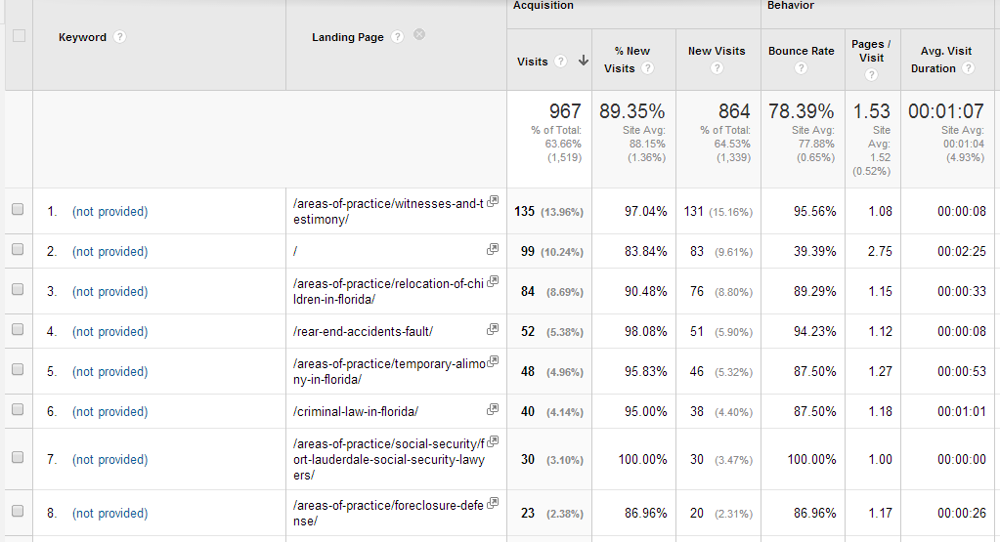 Acquisition Behavior
Keyword ? Landing Page ? Visits ? % New Visits ? New Visits ? Bounce Rate ? Pages / Visit ? Avg. Visit Duration ?
967 89.35% 864 78.39% 1.53 00:01:07
% of Total: 63.66% (1,519) Site Avg: 88.15% (1.36%) % of Total: 64.53% (1,339) Site Avg: 77.88% (0.65%) Site Avg: 1.52 (0.52%) Site Avg: 00:01:04 (4.93%)
1. (not provided) /areas-of-practice/witnesses-and-t
estimony/ 135 (13.96%) 97.04% 131 (15.16%) 95.56% 1.08 00:00:08
2. (not provided) / 99 (10.24%) 83.84% 83 (9.61%) 39.39% 2.75 00:02:25
3. (not provided) /areas-of-practice/relocation-of-chi
ldren-in-florida/ 84 (8.69%) 90.48% 76 (8.80%) 89.29% 1.15 00:00:33
4. (not provided) /rear-end-accidents-fault/ 52 (5.38%) 98.08% 51 (5.90%) 94.23% 1.12 00:00:08
5. (not provided) /areas-of-practice/temporary-alimo
ny-in-florida/ 48 (4.96%) 95.83% 46 (5.32%) 87.50% 1.27 00:00:53
6. (not provided) /criminal-law-in-florida/ 40 (4.14%) 95.00% 38 (4.40%) 87.50% 1.18 00:01:01
7. (not provided) /areas-of-practice/social-security/f
ort-lauderdale-social-security-lawy
ers/ 30 (3.10%) 100.00% 30 (3.47%) 100.00% 1.00 00:00:00
8. (not provided) /areas-of-practice/foreclosure-defe
nse/ 23 (2.38%) 86.96% 20 (2.31%) 86.96% 1.17 00:00:26